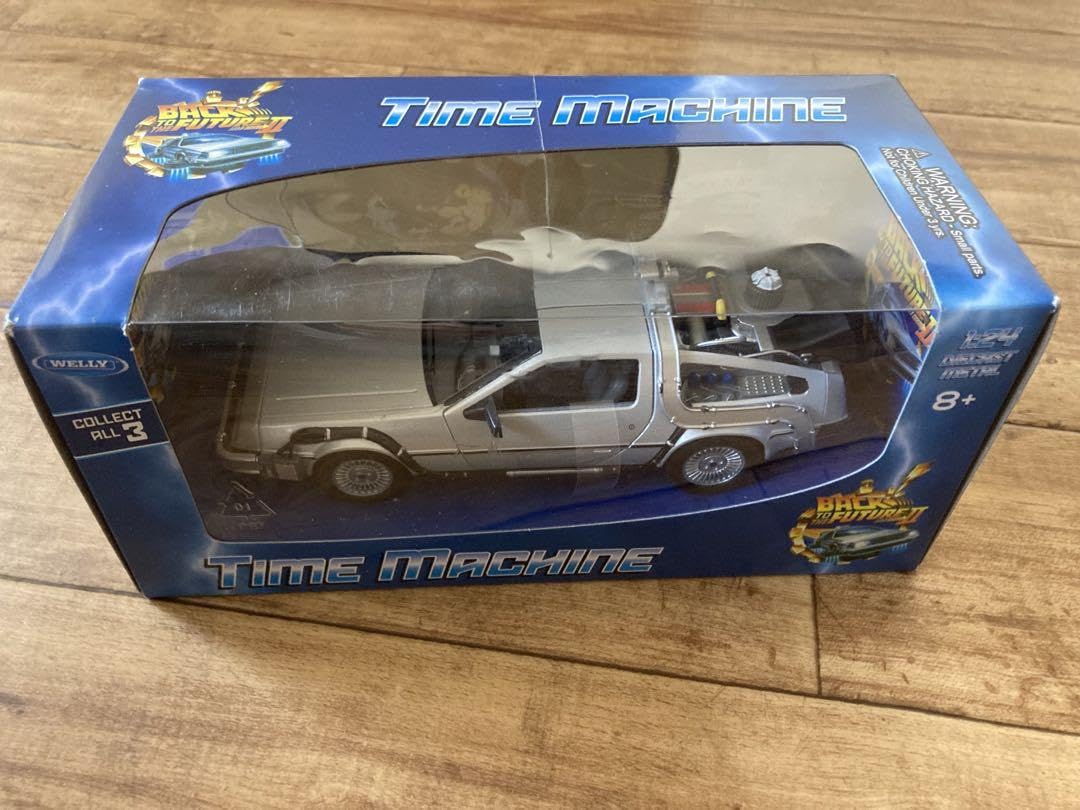 BACK
TO
THE FUTURE II
TIME MACHINE
WARNING:
CHOKING HAZARD - Small parts.
Not for Children Under 3 yrs.
WELLY
COLLECT
ALL 3
1:24
DIECAST
METAL
8+
01
BACK
TO
THE FUTURE II
TIME MACHINE